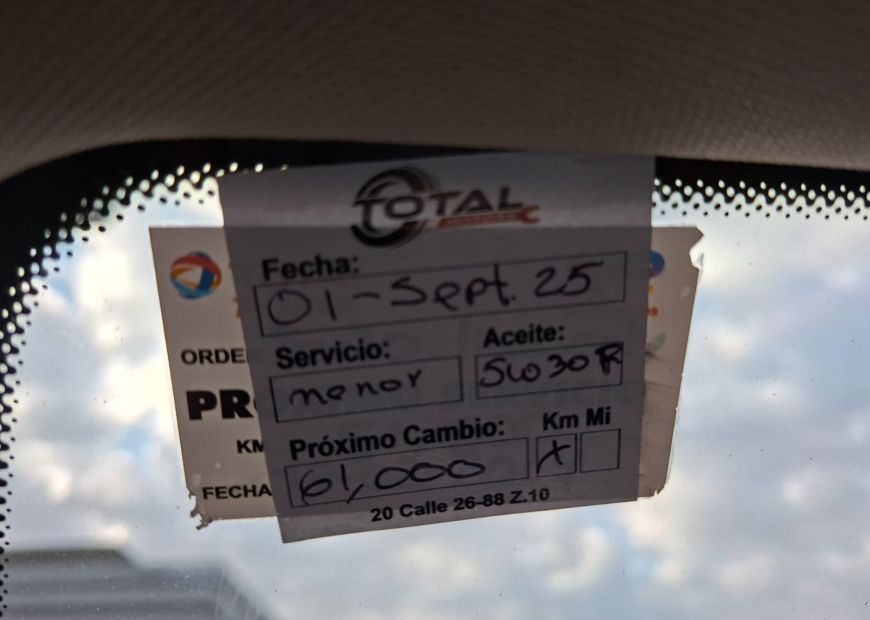 TOTAL
Fecha:
01-Sept. 25
Servicio: Aceite:
menor 5W30 R
Próximo Cambio: Km Mi
61,000 X
20 Calle 26-88 Z.10
ORDE
PR
KM
FECHA